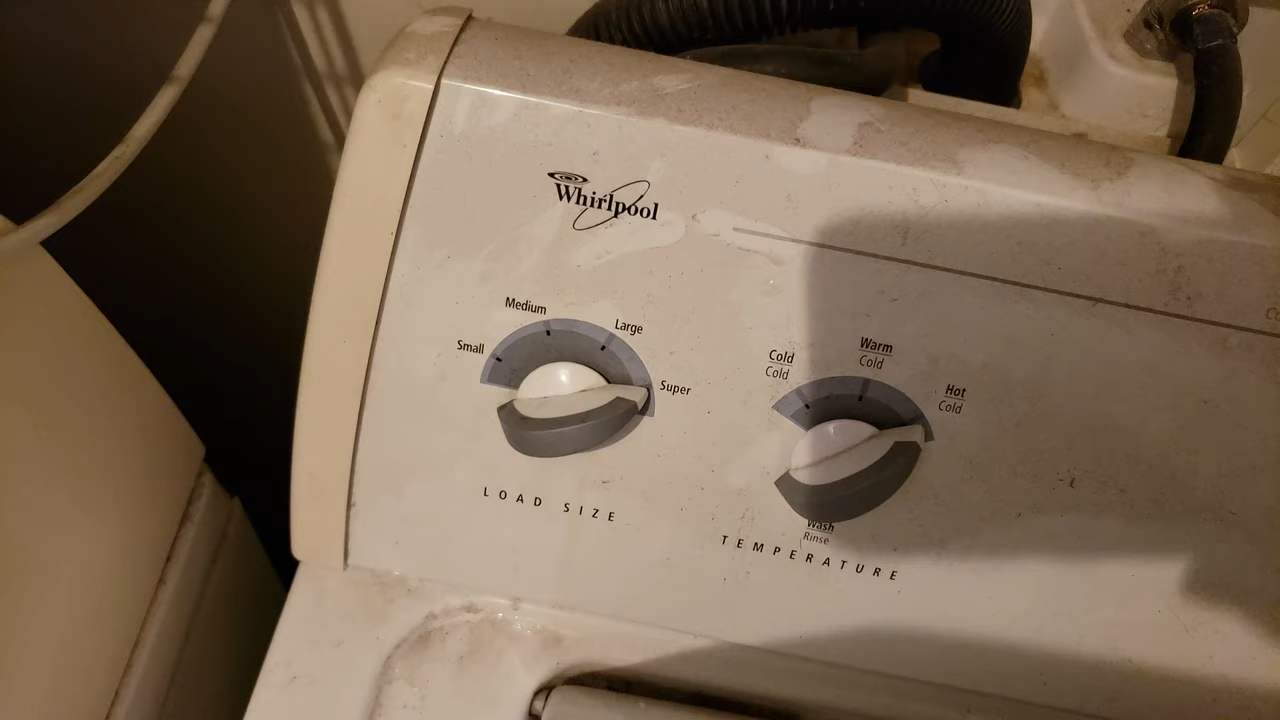 Whirlpool
Small
Medium
Large
Super
LOAD SIZE
Cold
Cold
Warm
Cold
Hot
Cold
Wash
Rinse
TEMPERATURE